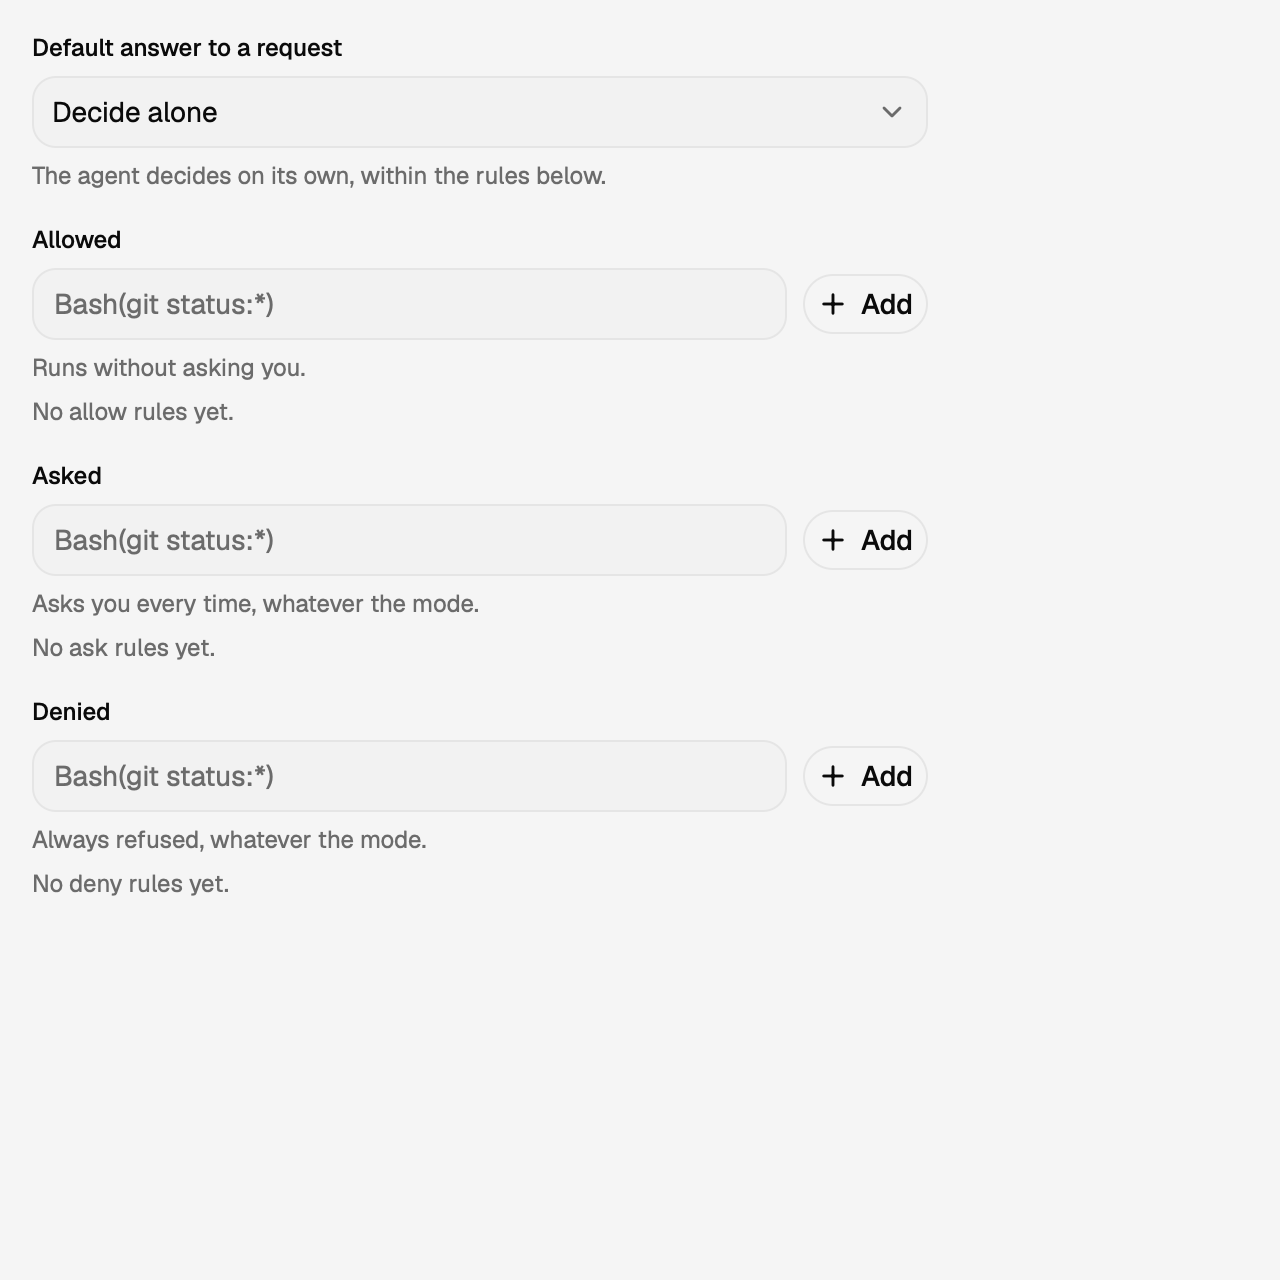 Default answer to a request
Decide alone
The agent decides on its own, within the rules below.
Allowed
Bash(git status:*)
Add
Runs without asking you.
No allow rules yet.
Asked
Bash(git status:*)
Add
Asks you every time, whatever the mode.
No ask rules yet.
Denied
Bash(git status:*)
Add
Always refused, whatever the mode.
No deny rules yet.